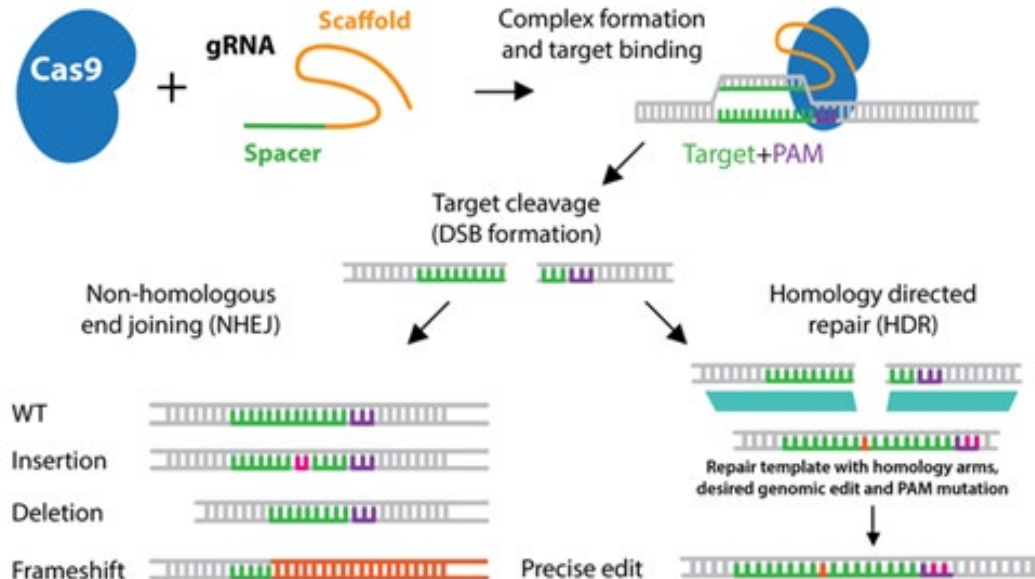 Cas9
+
gRNA
Scaffold
Spacer
Complex formation
and target binding
Target+PAM
Target cleavage
(DSB formation)
Non-homologous
end joining (NHEJ)
Homology directed
repair (HDR)
WT
Insertion
Deletion
Frameshift
Repair template with homology arms,
desired genomic edit and PAM mutation
Precise edit